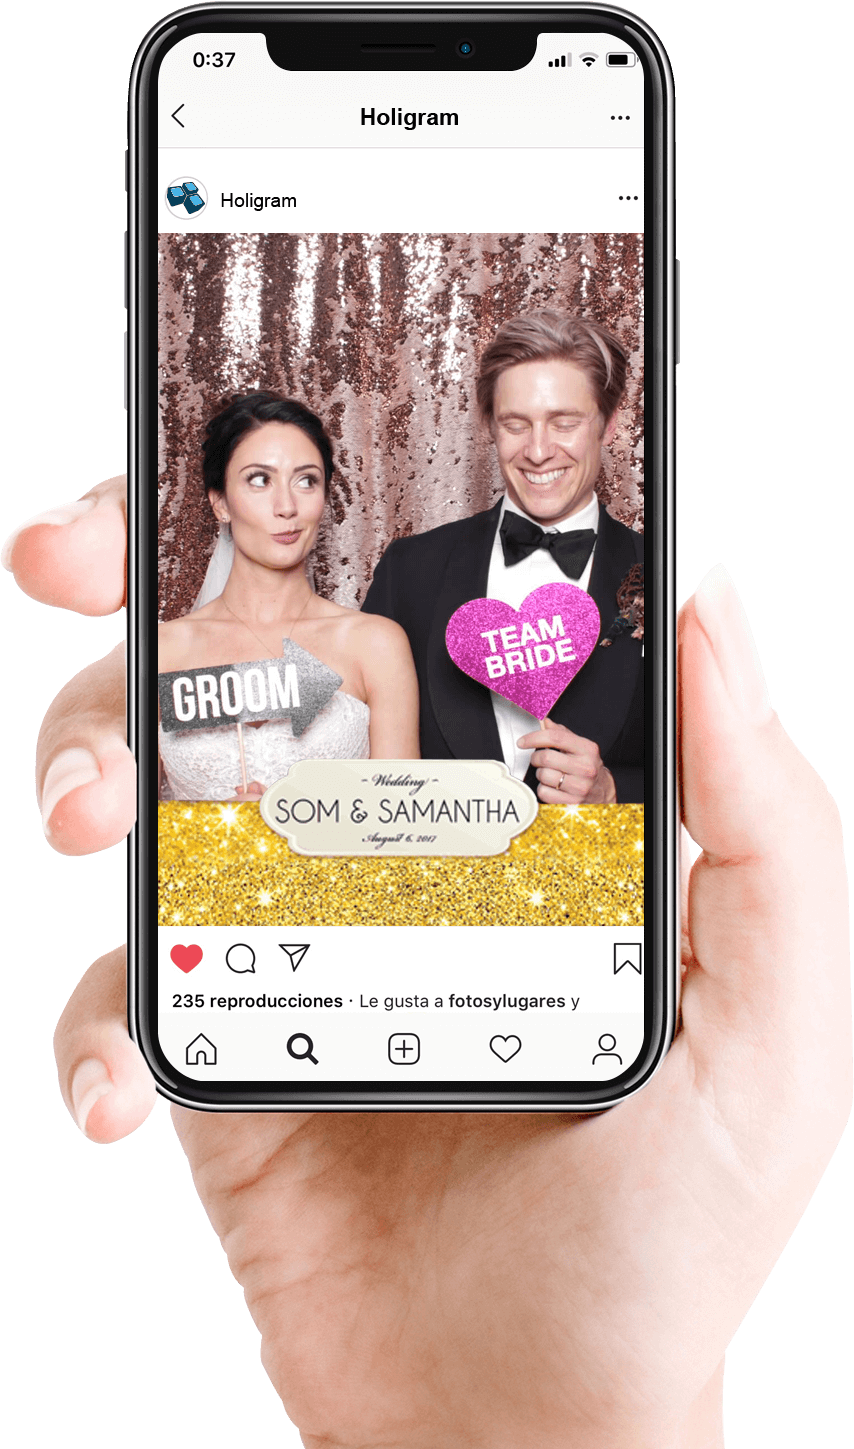 0:37
Holigram
Holigram
TEAM
BRIDE
GROOM
~ Wedding ~
SOM & SAMANTHA
August 6, 2017
235 reproducciones · Le gusta a fotosylugares y